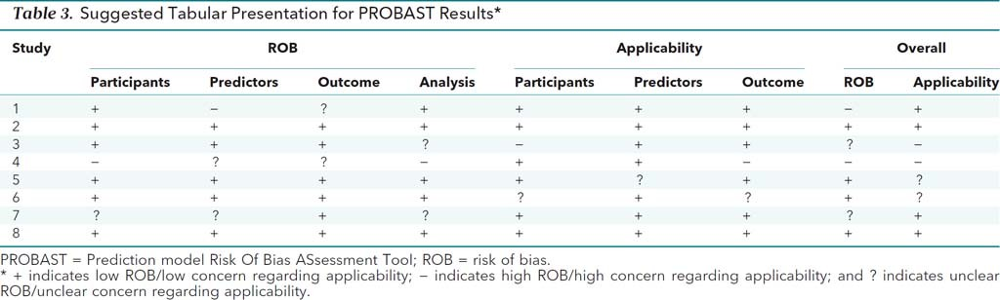 Table 3. Suggested Tabular Presentation for PROBAST Results*
Study ROB Applicability Overall
Participants Predictors Outcome Analysis Participants Predictors Outcome ROB Applicability
1 + − ? + + + + − +
2 + + + + + + + + +
3 + + + ? − + + ? −
4 − ? ? − + + − − −
5 + + + + + ? + + ?
6 + + + + ? + ? + ?
7 ? ? + ? + + + ? +
8 + + + + + + + + +
PROBAST = Prediction model Risk Of Bias ASsessment Tool; ROB = risk of bias.
* + indicates low ROB/low concern regarding applicability; − indicates high ROB/high concern regarding applicability; and ? indicates unclear
ROB/unclear concern regarding applicability.